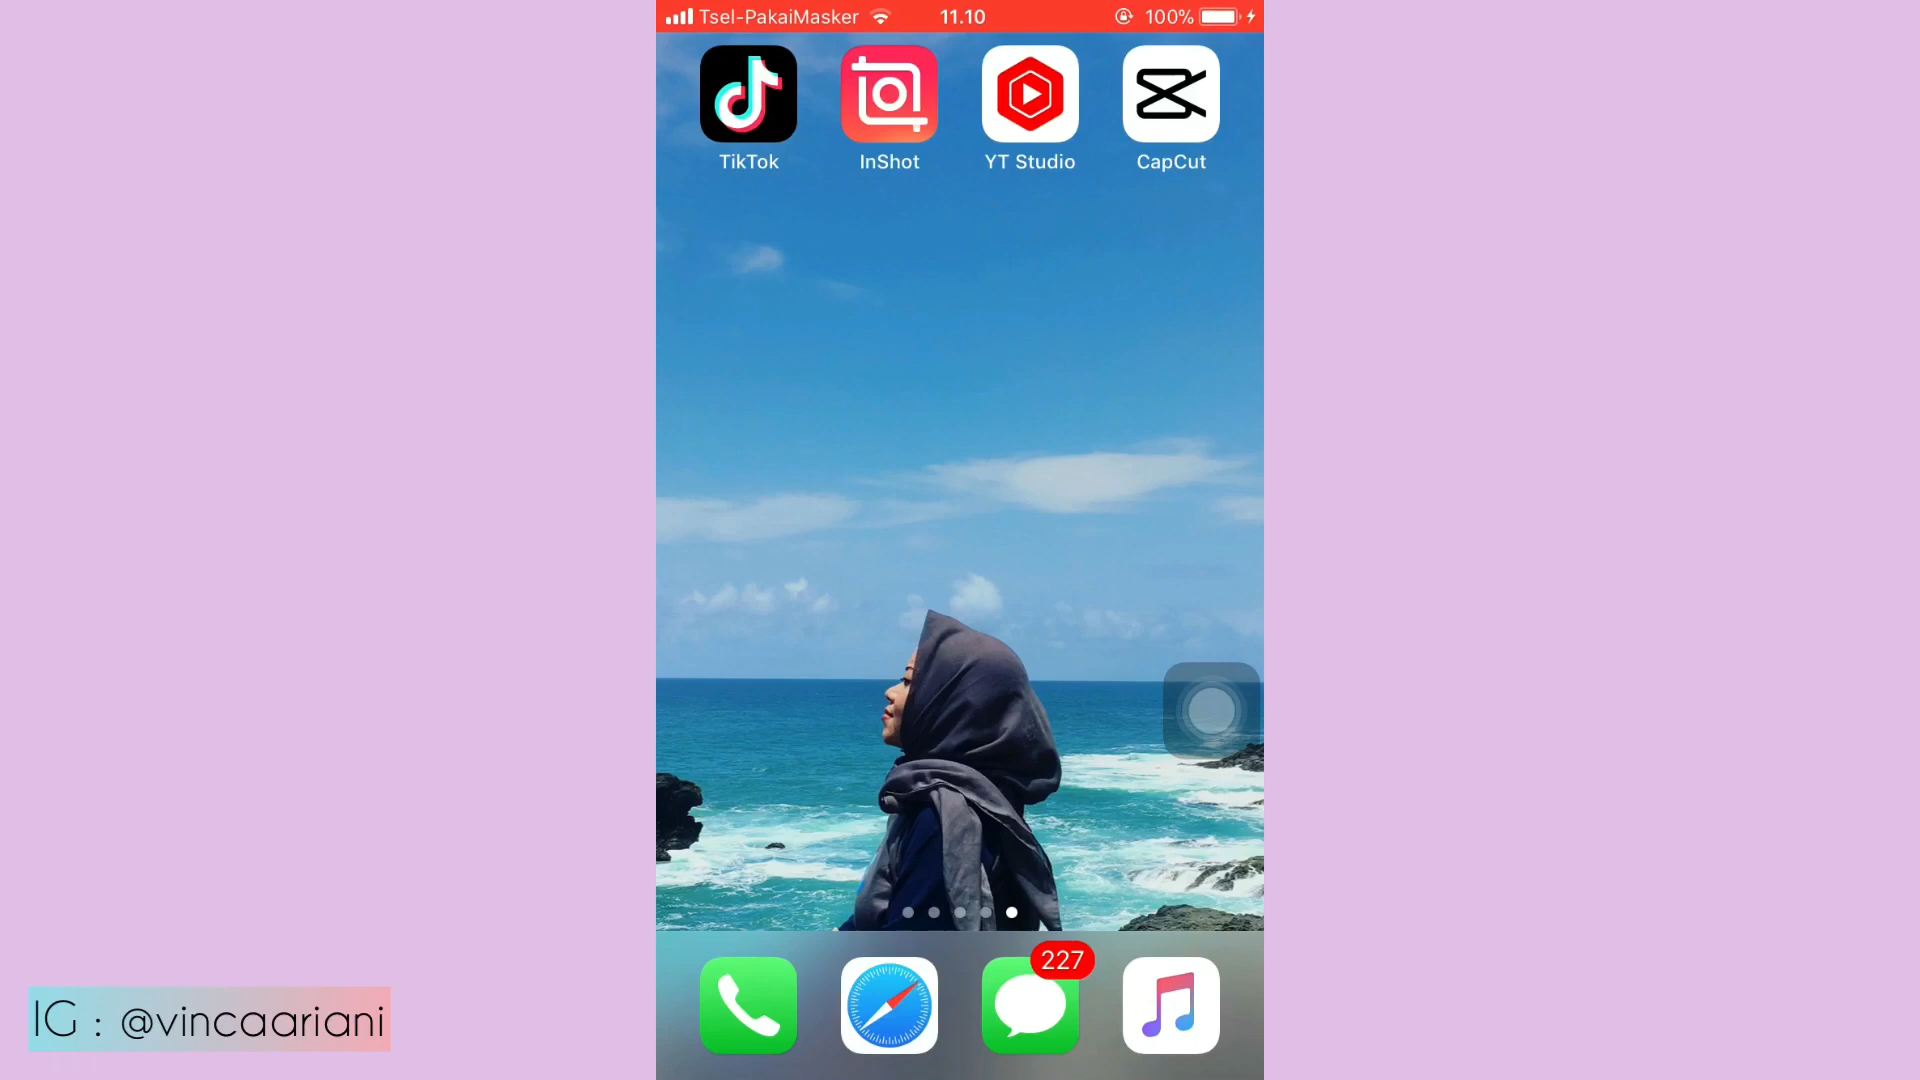 Tsel-PakaiMasker 11.10 100%
TikTok InShot YT Studio CapCut
227
IG : @vincaariani